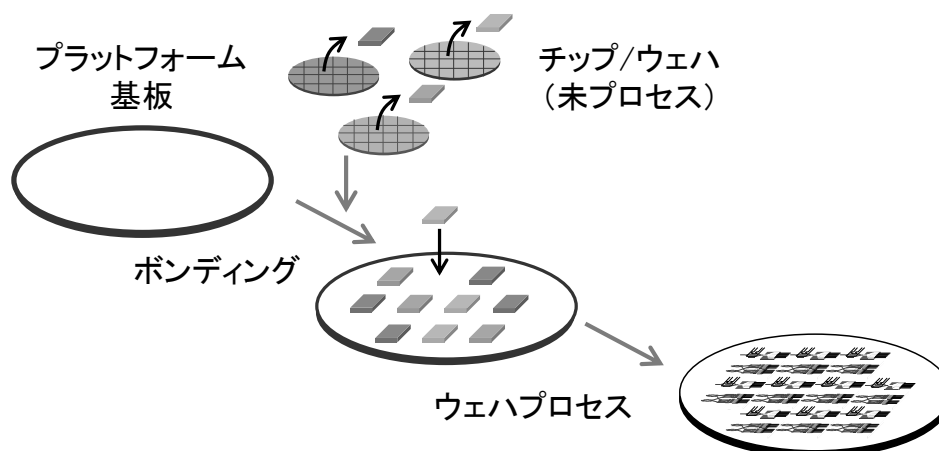 プラットフォーム
基板
チップ/ウェハ
（未プロセス）
ボンディング
ウェハプロセス